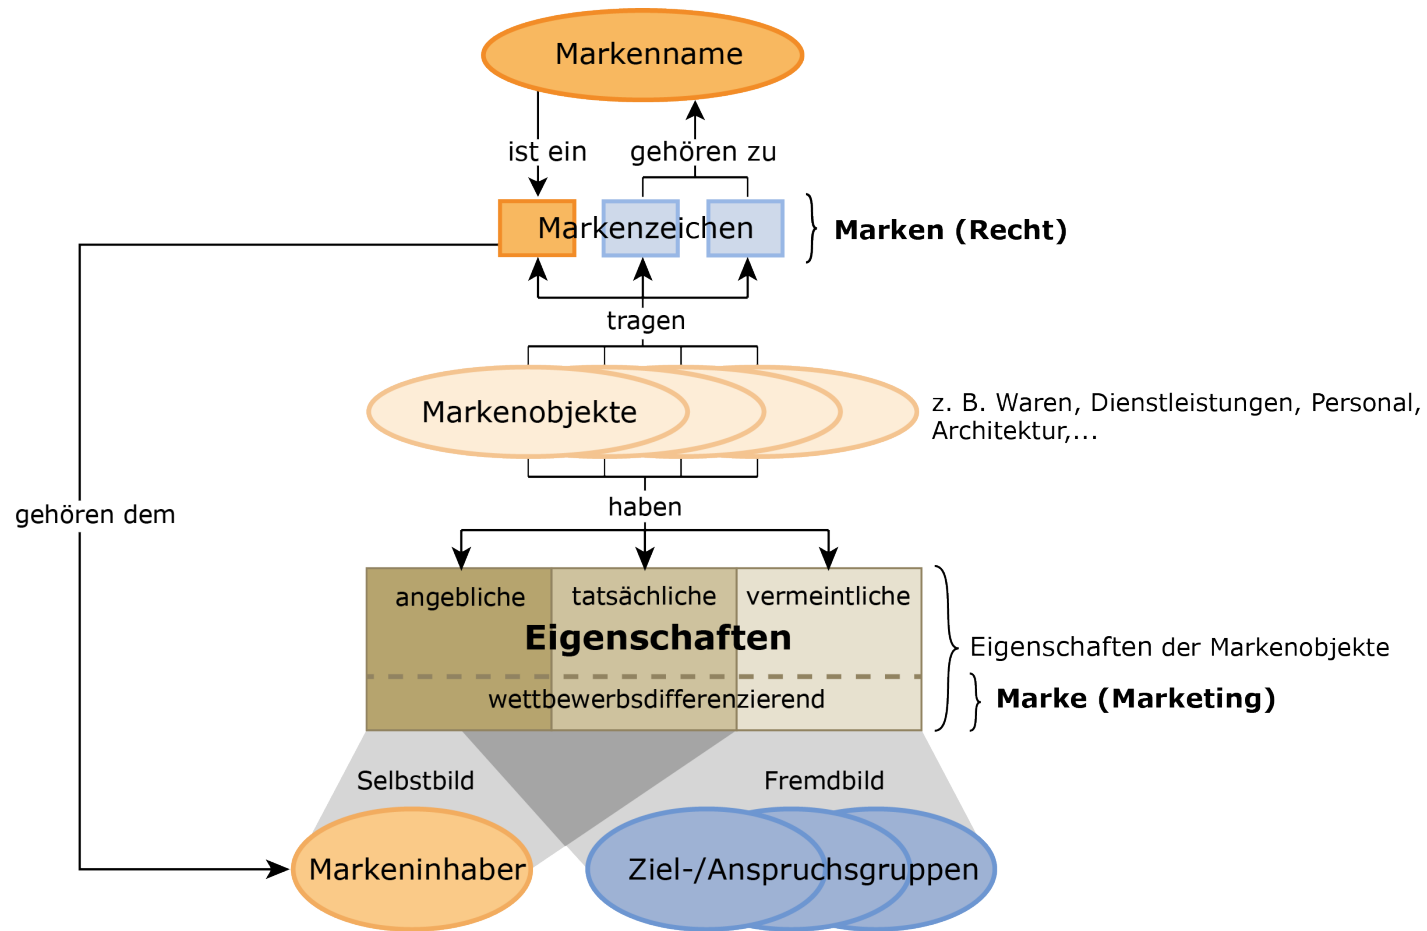 Markenname
ist ein
gehören zu
Markenzeichen
Marken (Recht)
tragen
Markenobjekte
z. B. Waren, Dienstleistungen, Personal,
Architektur,...
haben
gehören dem
angebliche
tatsächliche
vermeintliche
Eigenschaften
Eigenschaften der Markenobjekte
wettbewerbsdifferenzierend
Marke (Marketing)
Selbstbild
Fremdbild
Markeninhaber
Ziel-/Anspruchsgruppen